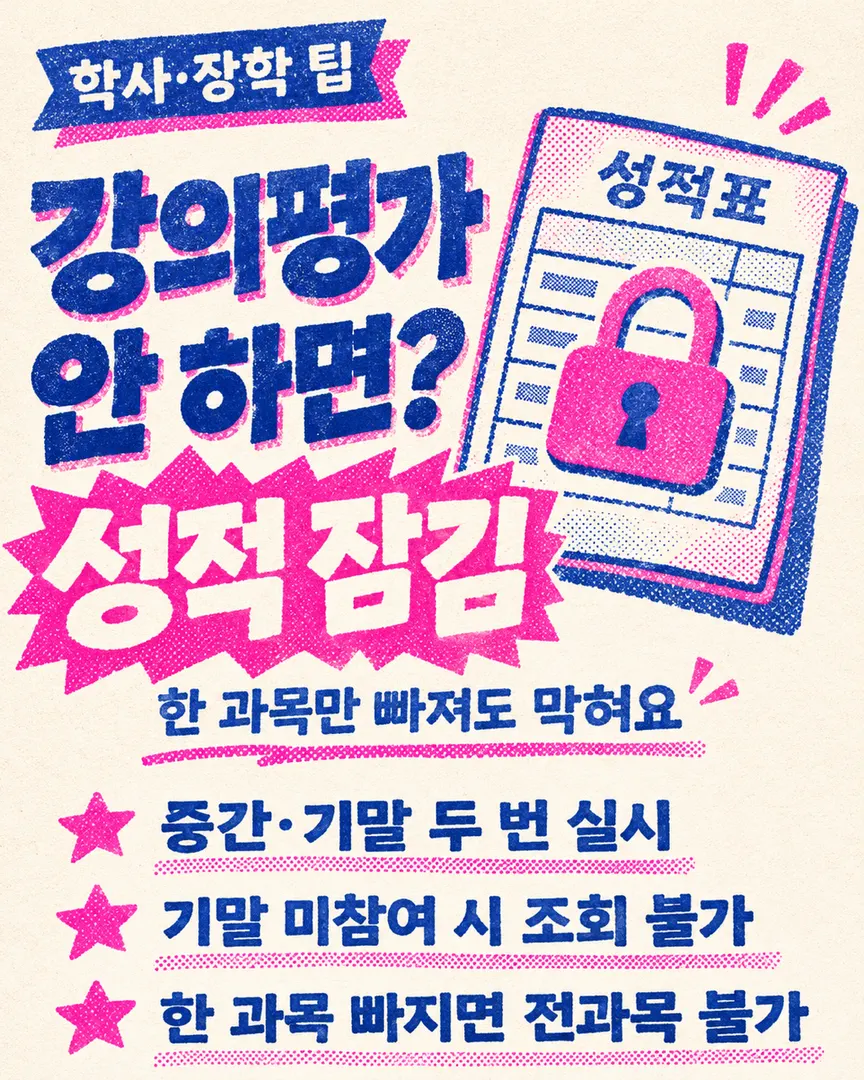 학사·장학 팁
강의평가
안 하면?
성적표
성적 잠김
한 과목만 빠져도 막혀요
중간·기말 두 번 실시
기말 미참여 시 조회 불가
한 과목 빠지면 전과목 불가